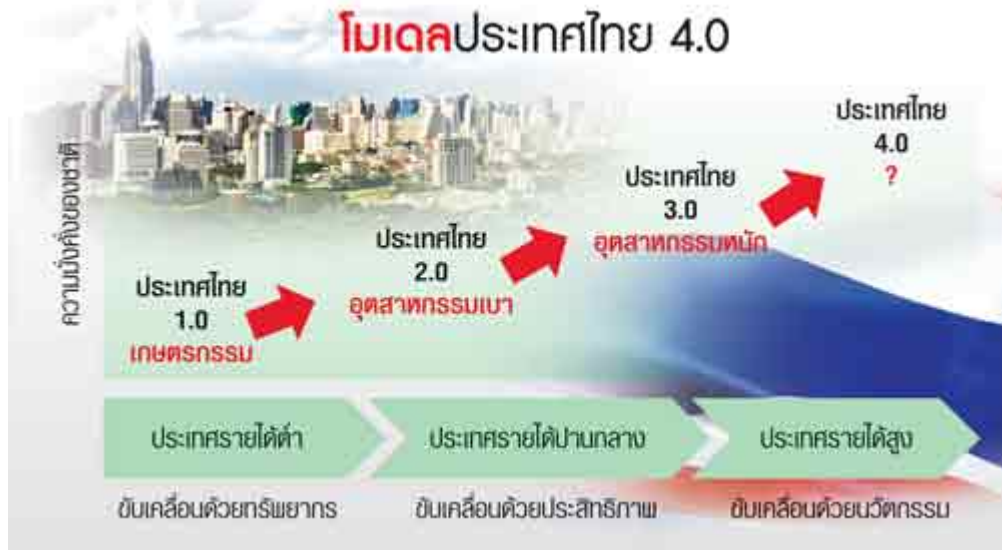 โมเดลประเทศไทย 4.0
ความมั่นคงของตลาด
ประเทศไทย
1.0
เกษตรกรรม
ประเทศไทย
2.0
อุตสาหกรรมเบา
ประเทศไทย
3.0
อุตสาหกรรมหนัก
ประเทศไทย
4.0
?
ประเทศรายได้ต่ำ
ประเทศรายได้ปานกลาง
ประเทศรายได้สูง
ขับเคลื่อนด้วยทรัพยากร
ขับเคลื่อนด้วยประสิทธิภาพ
ขับเคลื่อนด้วยนวัตกรรม